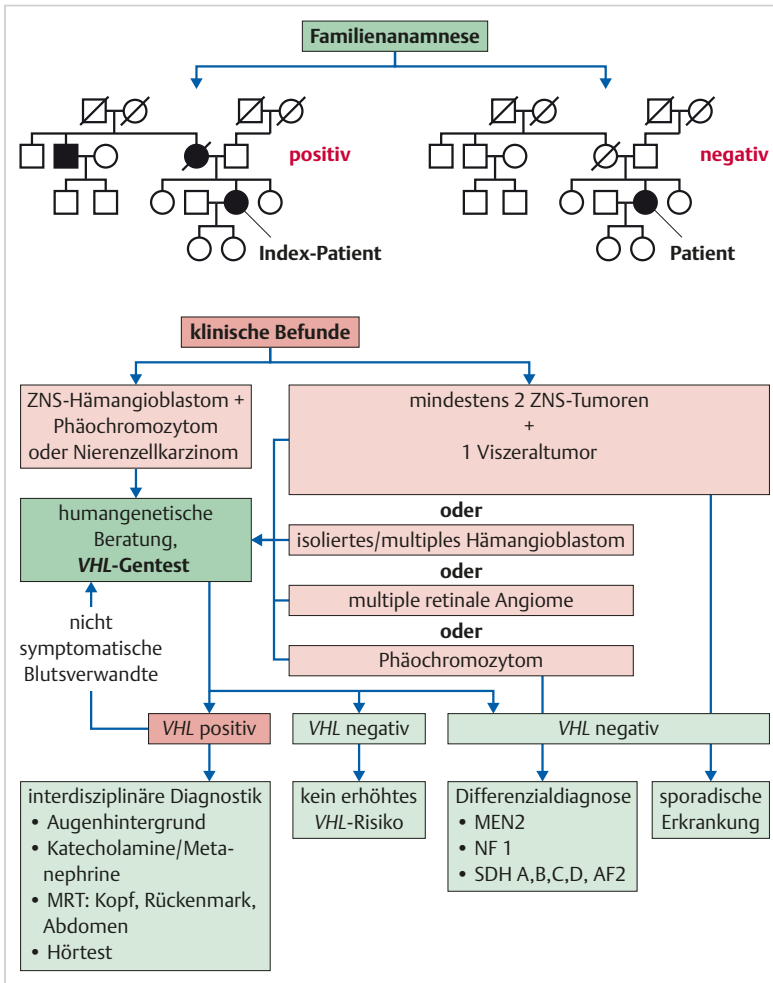 Familienanamnese
positiv
negativ
Index-Patient
Patient
klinische Befunde
ZNS-Hämangioblastom +
Phäochromozytom
oder Nierenzellkarzinom
mindestens 2 ZNS-Tumoren
+
1 Viszeraltumor
humangenetische
Beratung,
VHL-Gentest
oder
isoliertes/multiples Hämangioblastom
oder
multiple retinale Angiome
oder
Phäochromozytom
nicht
symptomatische
Blutsverwandte
VHL positiv
VHL negativ
VHL negativ
interdisziplinäre Diagnostik
• Augenhintergrund
• Katecholamine/Meta-
nephrine
• MRT: Kopf, Rückenmark,
Abdomen
• Hörtest
kein erhöhtes
VHL-Risiko
Differenzialdiagnose
• MEN2
• NF 1
• SDH A,B,C,D, AF2
sporadische
Erkrankung